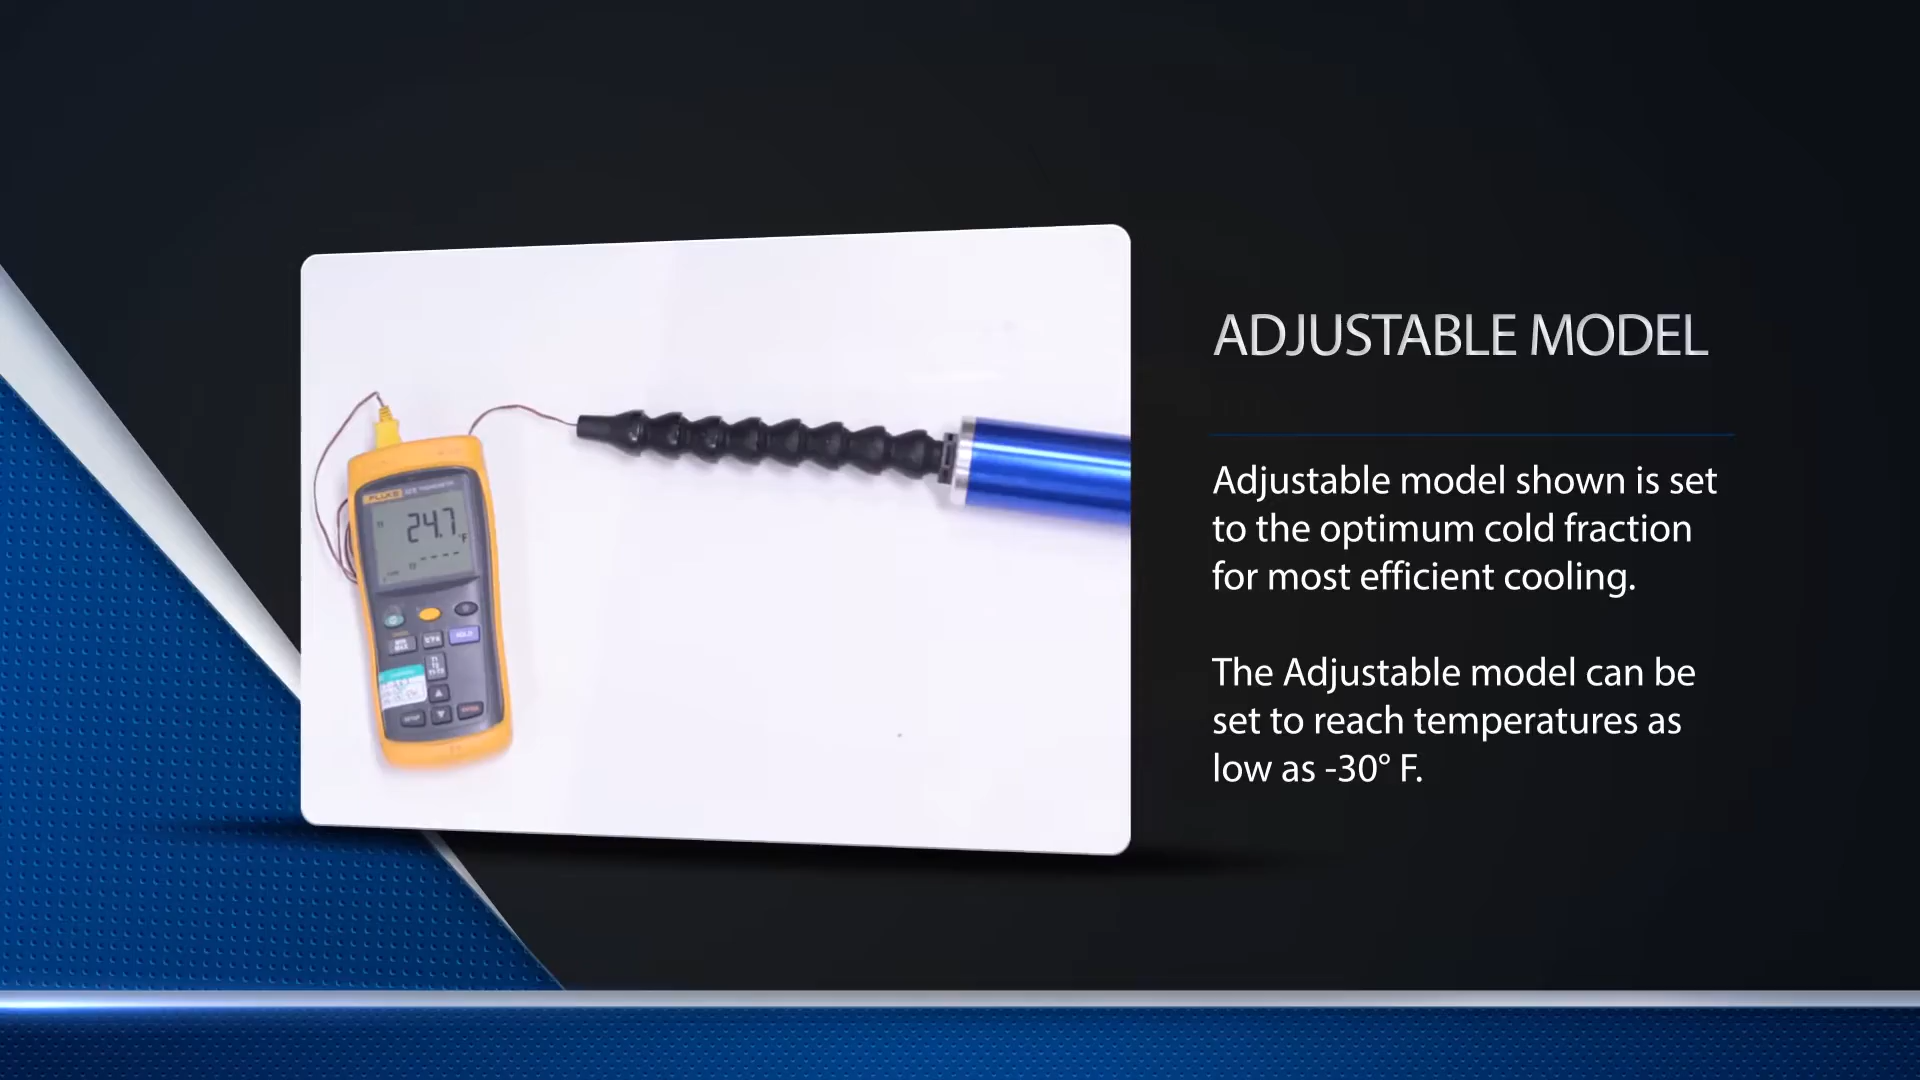 ADJUSTABLE MODEL
Adjustable model shown is set
to the optimum cold fraction
for most efficient cooling.
The Adjustable model can be
set to reach temperatures as
low as -30° F.
FLUKE
24.7 °F
----
HOLD
SETUP